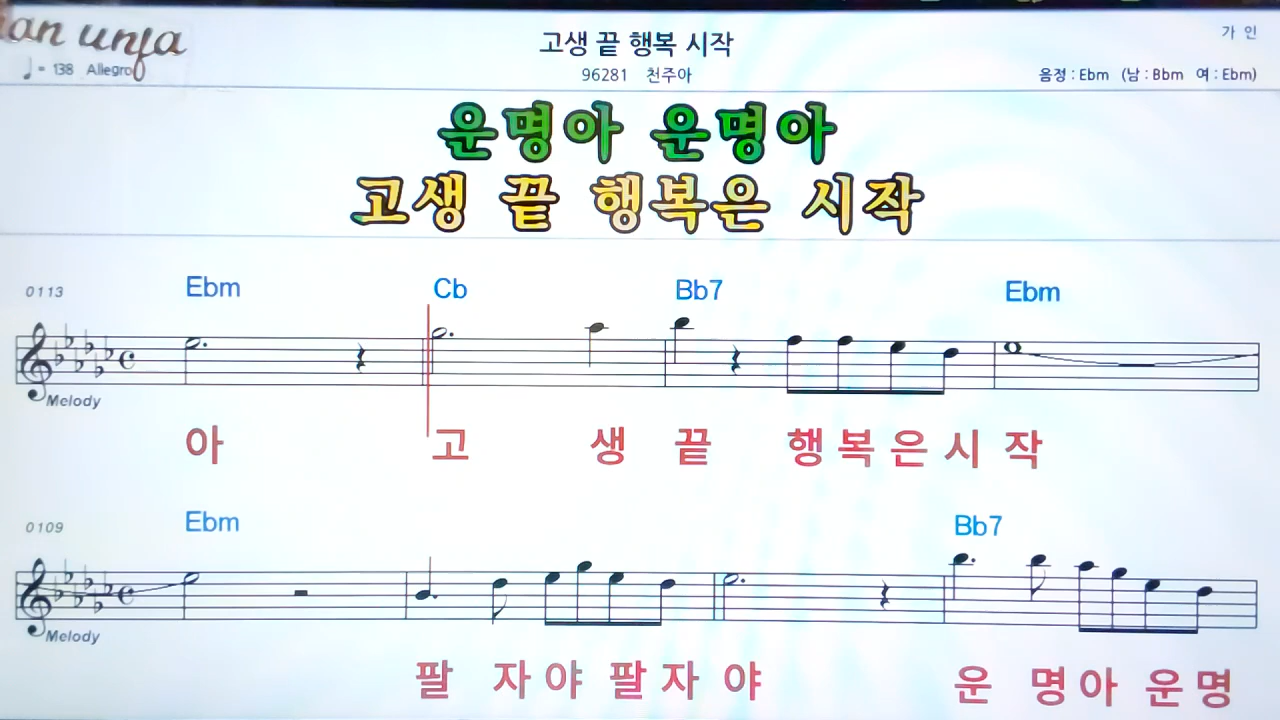 an unja
고생 끝 행복 시작
가 인
♩= 138 Allegro
96281 천주아
음정 : Ebm (남 : Bbm 여 : Ebm)
운명아 운명아
고생 끝 행복은 시작
0113 Ebm Cb Bb7 Ebm
Melody
아 고 생 끝 행 복 은 시 작
0109 Ebm Bb7
Melody
팔 자 야 팔 자 야 운 명 아 운 명